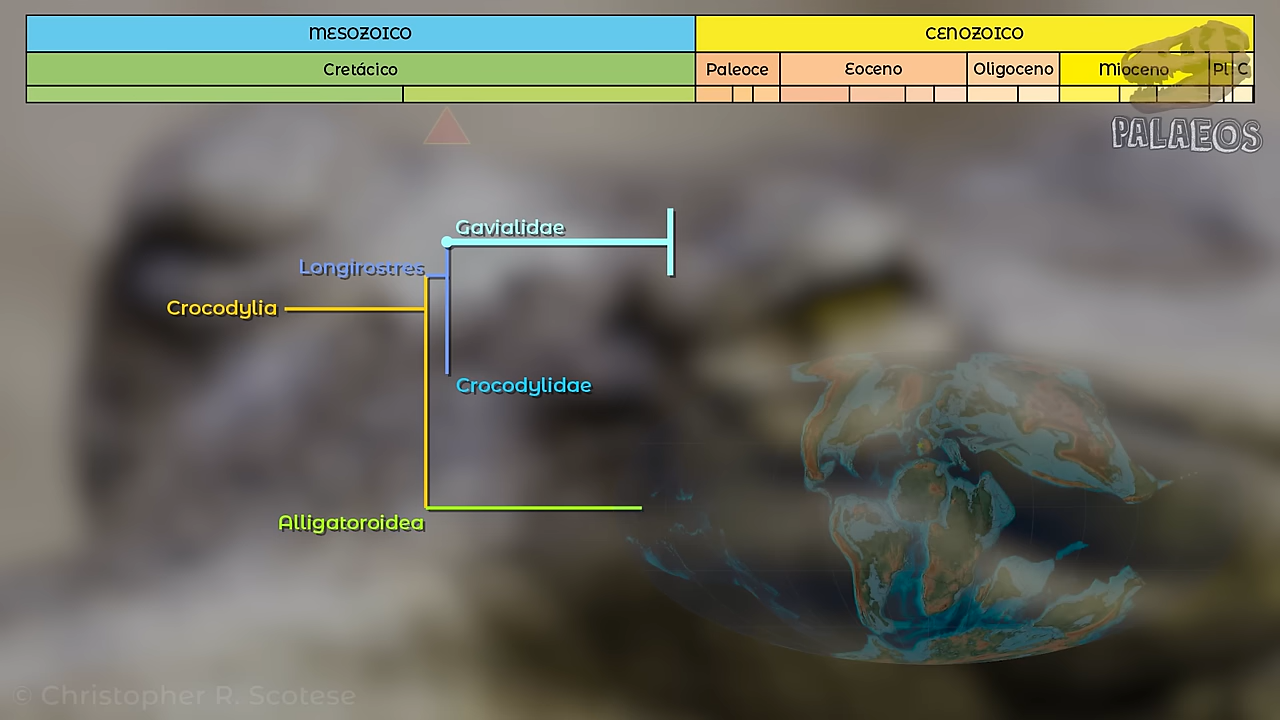 MESOZOICO
CENOZOICO
Cretácico
Paleoce
Eoceno
Oligoceno
Mioceno
Pl
C
PALAEOS
Gavialidae
Longirostres
Crocodylia
Crocodylidae
Alligatoroidea
© Christopher R. Scotese